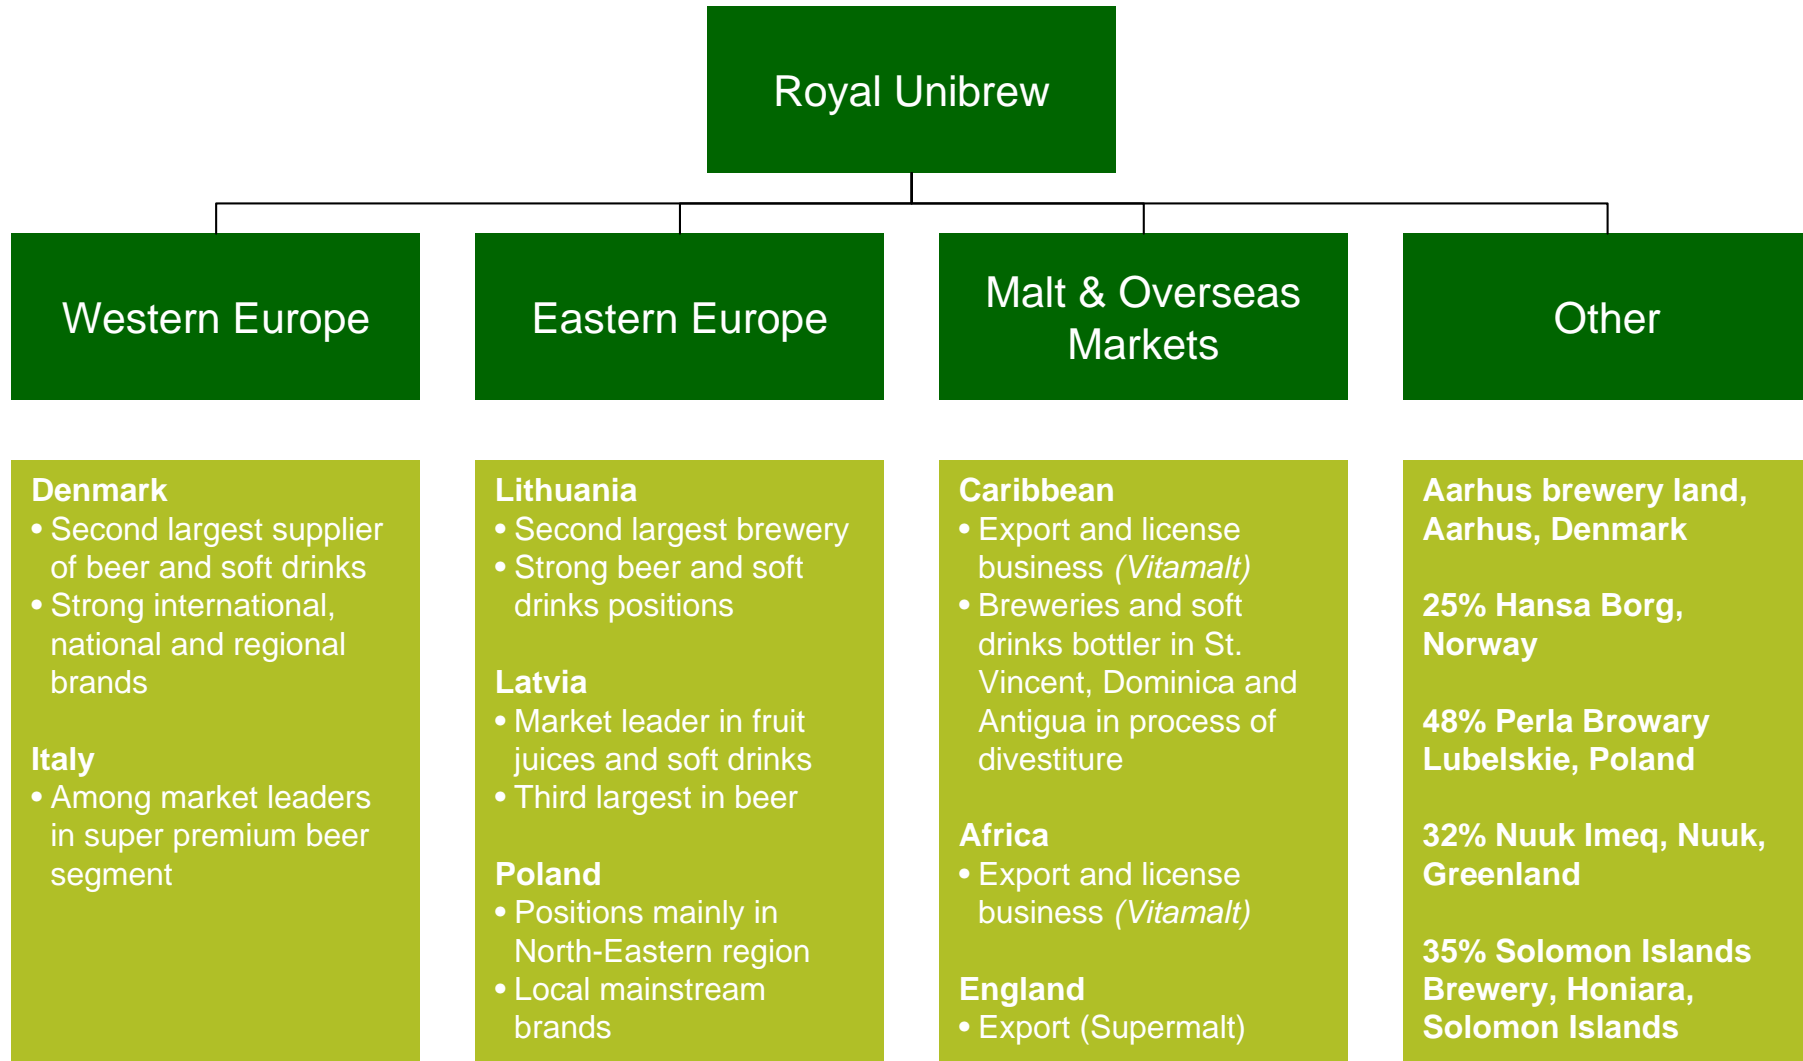 Royal Unibrew
Western Europe
Eastern Europe
Malt & Overseas
Markets
Other
Denmark
• Second largest supplier
of beer and soft drinks
• Strong international,
national and regional
brands
Italy
• Among market leaders
in super premium beer
segment
Lithuania
• Second largest brewery
• Strong beer and soft
drinks positions
Latvia
• Market leader in fruit
juices and soft drinks
• Third largest in beer
Poland
• Positions mainly in
North-Eastern region
• Local mainstream
brands
Caribbean
• Export and license
business (Vitamalt)
• Breweries and soft
drinks bottler in St.
Vincent, Dominica and
Antigua in process of
divestiture
Africa
• Export and license
business (Vitamalt)
England
• Export (Supermalt)
Aarhus brewery land,
Aarhus, Denmark
25% Hansa Borg,
Norway
48% Perla Browary
Lubelskie, Poland
32% Nuuk Imeq, Nuuk,
Greenland
35% Solomon Islands
Brewery, Honiara,
Solomon Islands